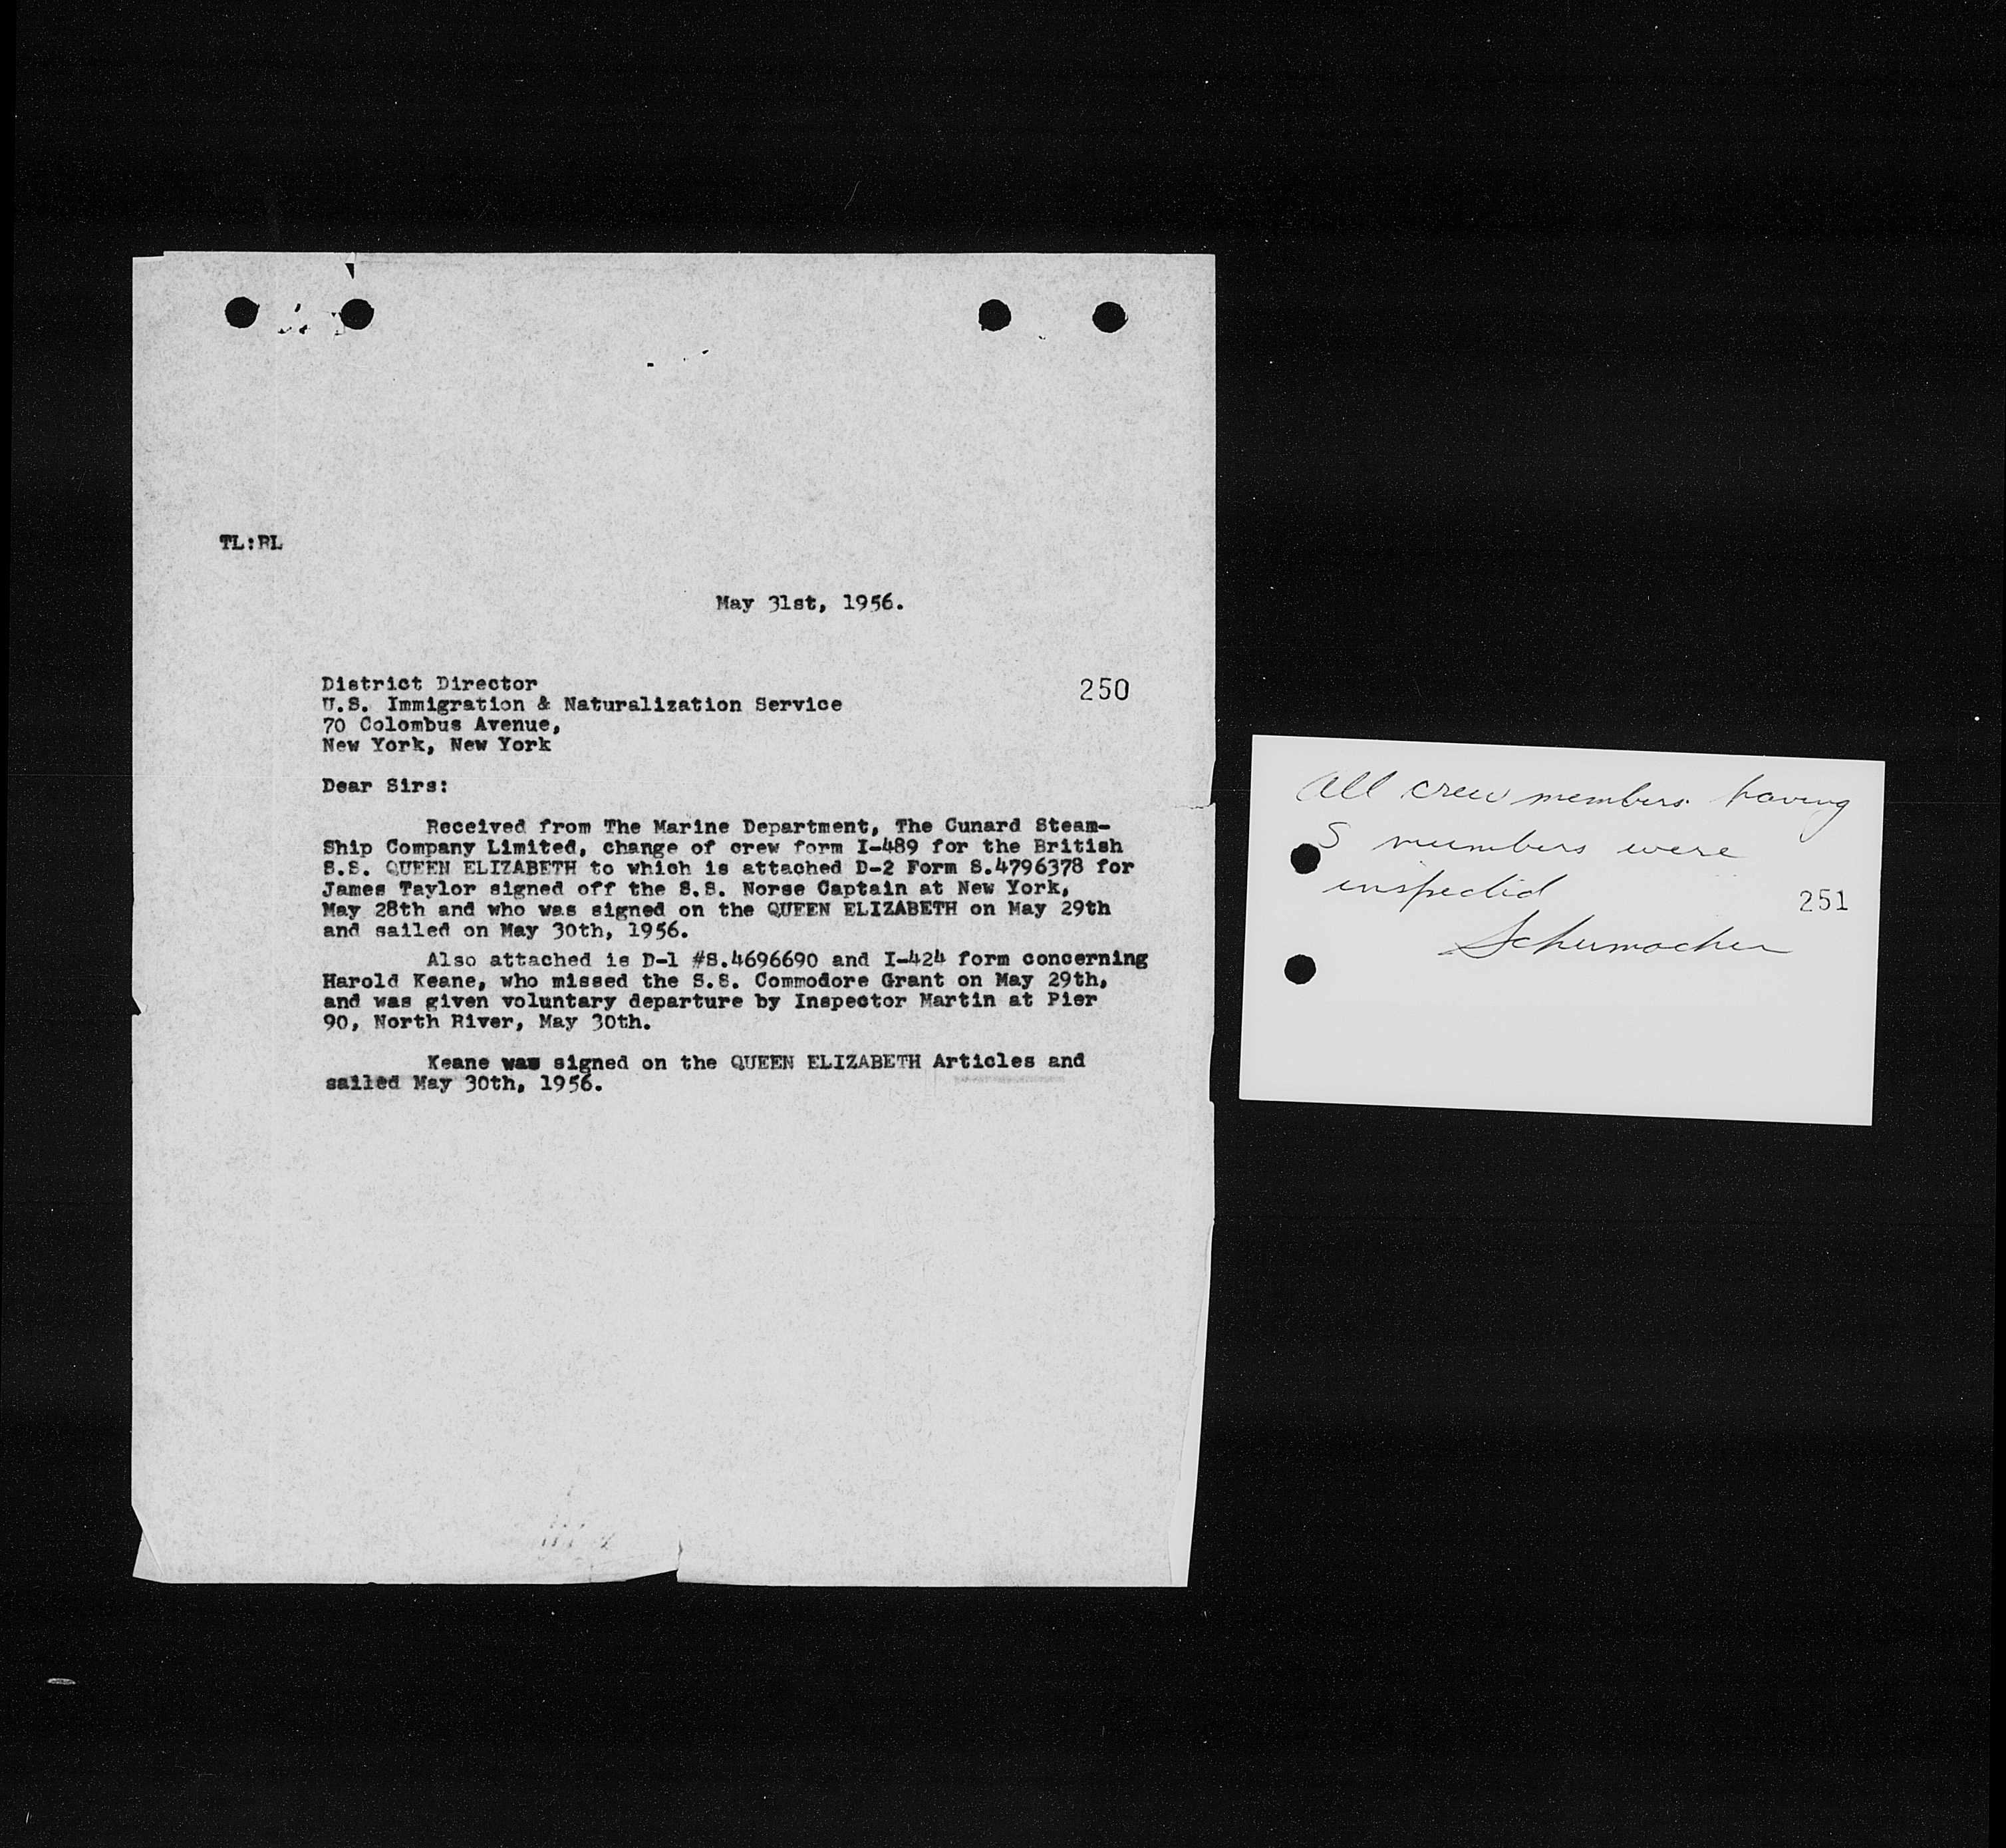 TL:BL
May 31st, 1956.
District Director
250
U.S. Immigration & Naturalization Service
70 Colombus Avenue,
New York, New York
Dear Sirs:
Received from The Marine Department, The Cunard Steam-
Ship Company Limited, change of crew form I-489 for the British
S.S. QUEEN ELIZABETH to which is attached D-2 Form S.4796378 for
James Taylor signed off the S.S. Norse Captain at New York,
May 28th and who was signed on the QUEEN ELIZABETH on May 29th
and sailed on May 30th, 1956.
Also attached is D-1 #S.4696690 and I-424 form concerning
Harold Keane, who missed the S.S. Commodore Grant on May 29th,
and was given voluntary departure by Inspector Martin at Pier
90, North River, May 30th.
Keane was signed on the QUEEN ELIZABETH Articles and
sailed May 30th, 1956.
All crew members having
S numbers were
inspected
251
Schumacher